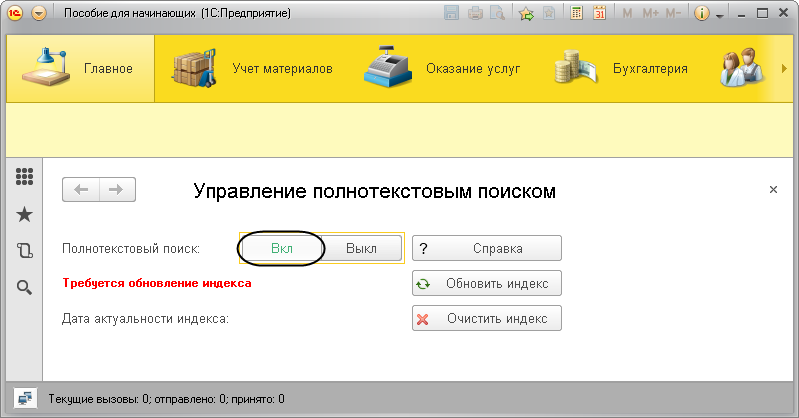 Пособие для начинающих (1С:Предприятие)
M M+ M-
Главное
Учет материалов
Оказание услуг
Бухгалтерия
Управление полнотекстовым поиском
Полнотекстовый поиск:
Вкл
Выкл
? Справка
Требуется обновление индекса
Обновить индекс
Дата актуальности индекса:
Очистить индекс
Текущие вызовы: 0; отправлено: 0; принято: 0